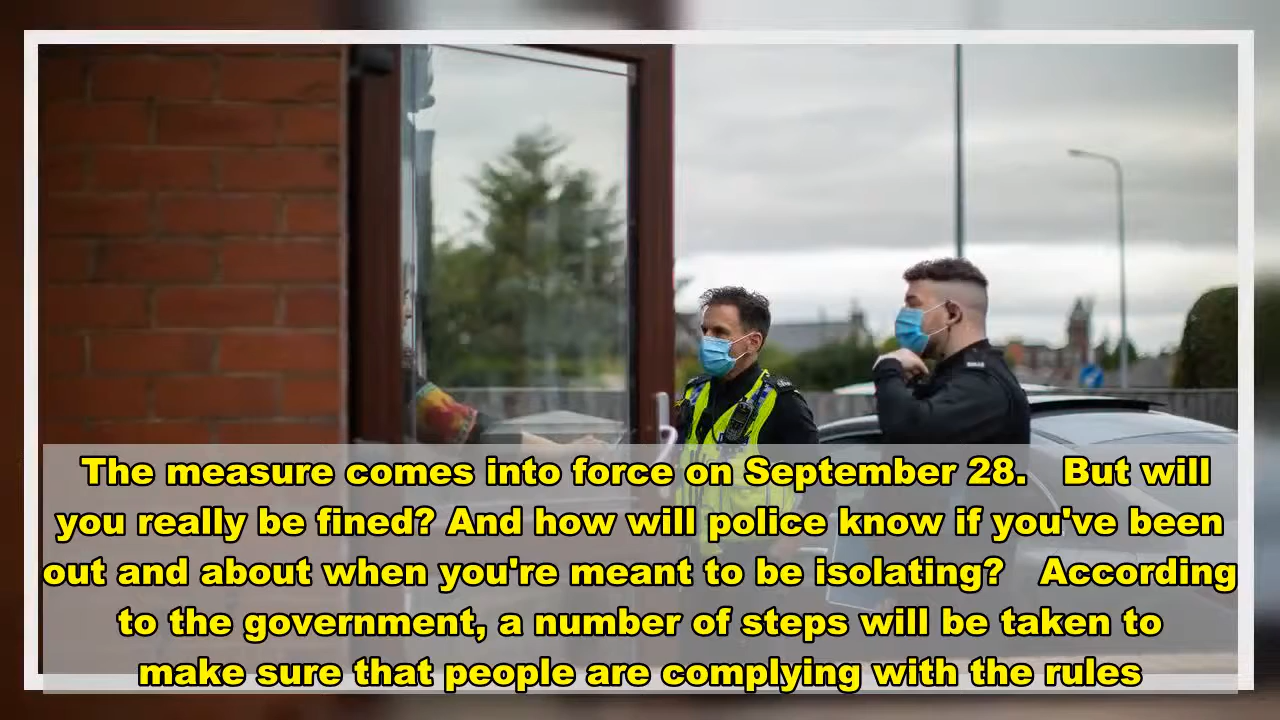 The measure comes into force on September 28.   But will
you really be fined? And how will police know if you've been
out and about when you're meant to be isolating?   According
to the government, a number of steps will be taken to
make sure that people are complying with the rules